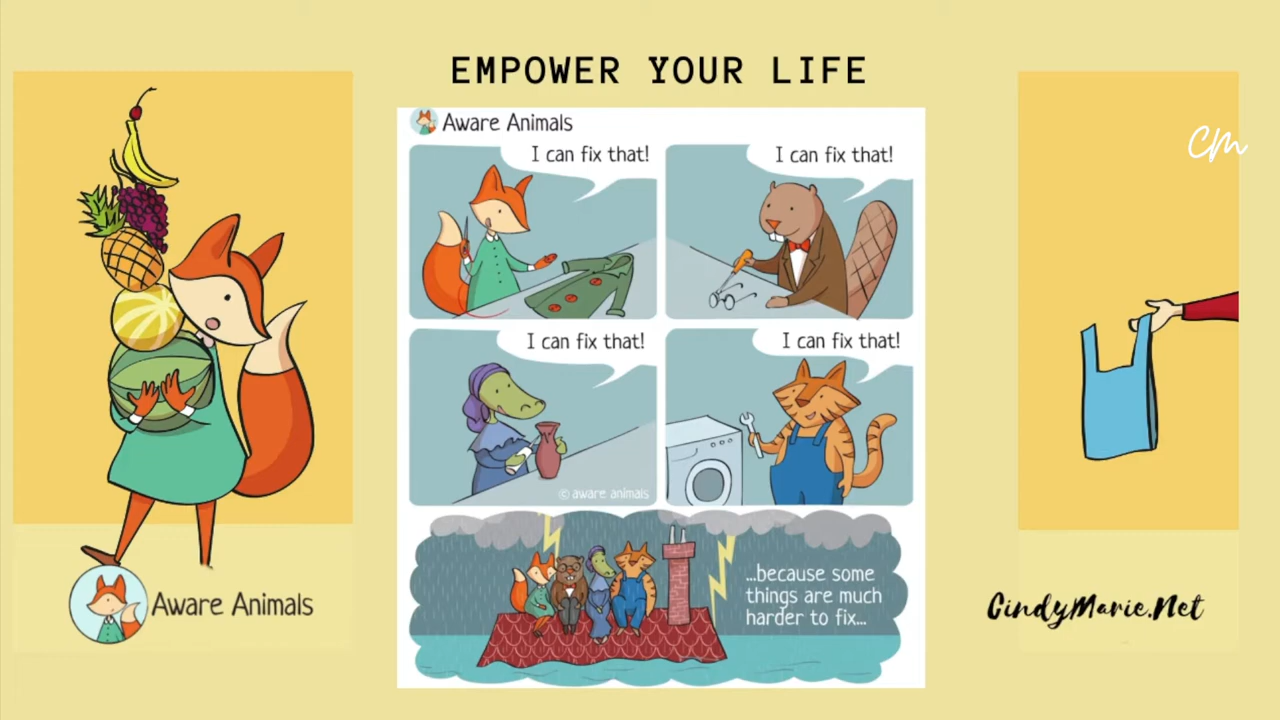 EMPOWER YOUR LIFE
Aware Animals
I can fix that!
I can fix that!
I can fix that!
I can fix that!
© aware animals
...because some
things are much
harder to fix...
CM
Aware Animals
CindyMarie.Net